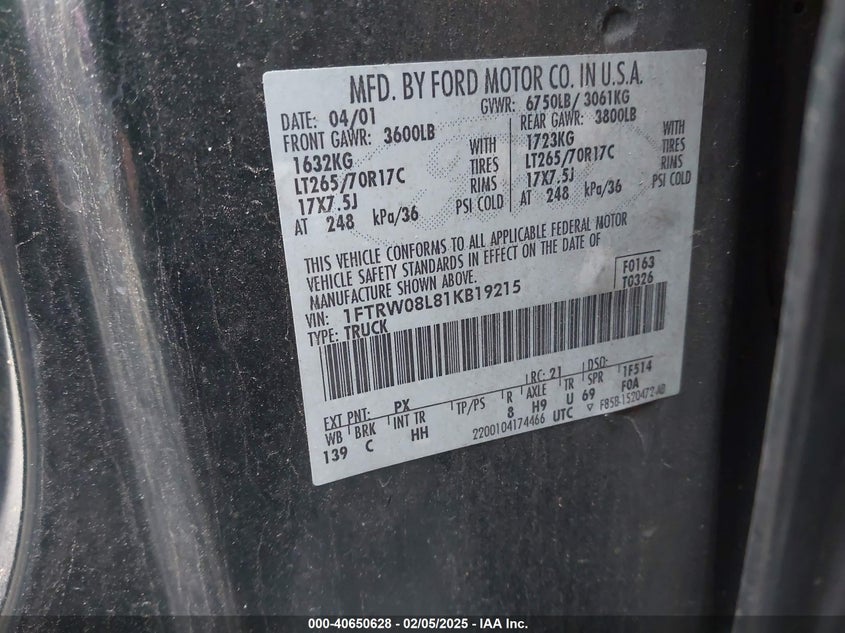 MFD. BY FORD MOTOR CO. IN U.S.A.
DATE: 04/01 GVWR: 6750LB/ 3061KG
FRONT GAWR: 3600LB REAR GAWR: 3800LB
1632KG WITH 1723KG WITH
LT265/70R17C TIRES LT265/70R17C TIRES
17X7.5J RIMS 17X7.5J RIMS
AT 248 kPa/36 PSI COLD AT 248 kPa/36 PSI COLD
THIS VEHICLE CONFORMS TO ALL APPLICABLE FEDERAL MOTOR
VEHICLE SAFETY STANDARDS IN EFFECT ON THE DATE OF
MANUFACTURE SHOWN ABOVE.
F0163
T0326
VIN: 1FTRW08L81KB19215
TYPE: TRUCK
EXT PNT: PX RC: 21 DSO:
WB BRK INT TR TP/PS R AXLE TR SPR 1F514
139 C HH 8 H9 U 69 FOA
2200104174466 UTC ▽ F85B-1520472-AD
000-40650628 - 02/05/2025 - IAA Inc.